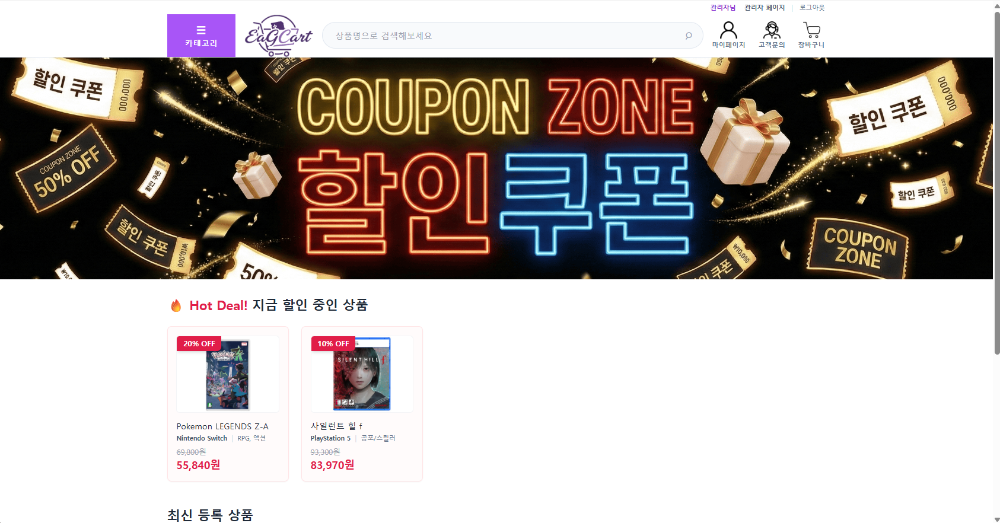 관리자님 관리자 페이지 | 로그아웃
카테고리
EaGCart
상품명으로 검색해보세요
마이페이지 고객문의 장바구니
할인 쿠폰 000,000
할인 쿠폰
COUPON ZONE
할인 쿠폰
할인 쿠폰 000,000
COUPON ZONE
50% OFF
할인 쿠폰
할인 쿠폰
할인 쿠폰 ₩10,000
50%
COUPON
ZONE
인 쿠폰 ₩10,000
Hot Deal! 지금 할인 중인 상품
20% OFF
POKÉMON
LEGENDS
Z-A
Pokemon LEGENDS Z-A
Nintendo Switch | RPG, 액션
69,800원
55,840원
10% OFF
SILENT HILL f
사일런트 힐 f
PlayStation 5 | 공포/스릴러
93,300원
83,970원
최신 등록 상품